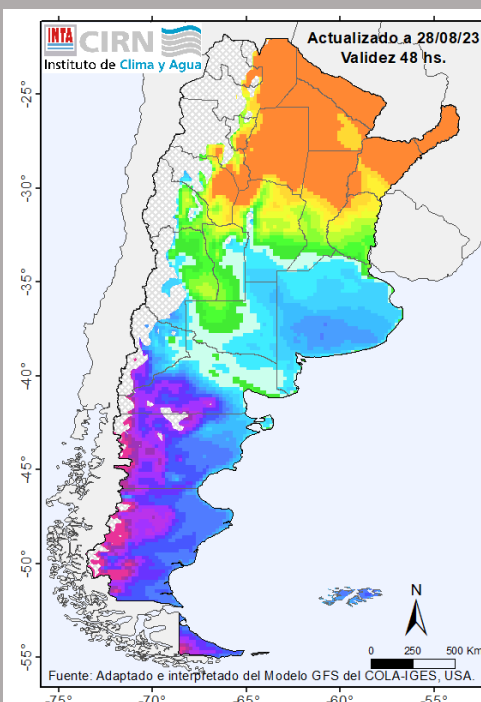 INTA CIRN
Instituto de Clima y Agua
Actualizado a 28/08/23
Validez 48 hs.
-25°
-30°
-35°
-40°
-45°
-50°
-55°
N
0 250 500 Km
Fuente: Adaptado e interpretado del Modelo GFS del COLA-IGES, USA.
-75° -70° -65° -60° -55°